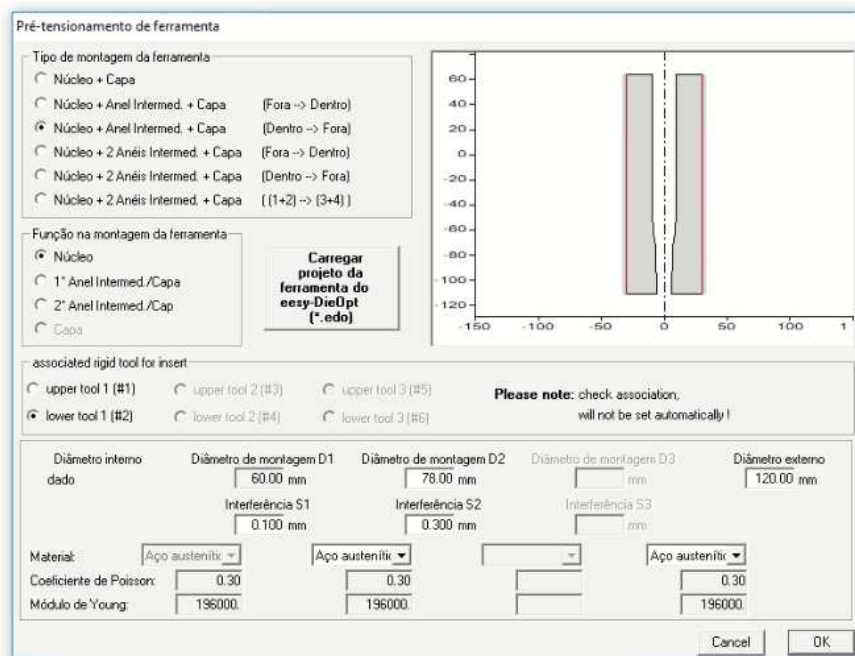 Pré-tensionamento de ferramenta
Tipo de montagem da ferramenta
Núcleo + Capa
Núcleo + Anel Intermed. + Capa (Fora --> Dentro)
Núcleo + Anel Intermed. + Capa (Dentro --> Fora)
Núcleo + 2 Anéis Intermed. + Capa (Fora --> Dentro)
Núcleo + 2 Anéis Intermed. + Capa (Dentro --> Fora)
Núcleo + 2 Anéis Intermed. + Capa ((1+2) --> (3+4))
Função na montagem da ferramenta
Núcleo
1° Anel Intermed./Capa
2° Anel Intermed./Cap
Capa
Carregar
projeto da
ferramenta do
eesy-DieOpt
(*.edo)
60
40
20
0
-20
-40
-60
-80
-100
-120
-150 -100 -50 0 50 100 1
associated rigid tool for insert
upper tool 1 (#1) upper tool 2 (#3) upper tool 3 (#5)
lower tool 1 (#2) lower tool 2 (#4) lower tool 3 (#6)
Please note: check association,
will not be set automatically !
Diâmetro interno Diâmetro de montagem D1 Diâmetro de montagem D2 Diâmetro de montagem D3 Diâmetro externo
dado 60.00 mm 78.00 mm mm 120.00 mm
Interferência S1 Interferência S2 Interferência S3
0.100 mm 0.300 mm mm
Material: Aço austenític Aço austenític Aço austenític
Coeficiente de Poisson: 0.30 0.30 0.30
Módulo de Young: 196000. 196000. 196000.
Cancel OK